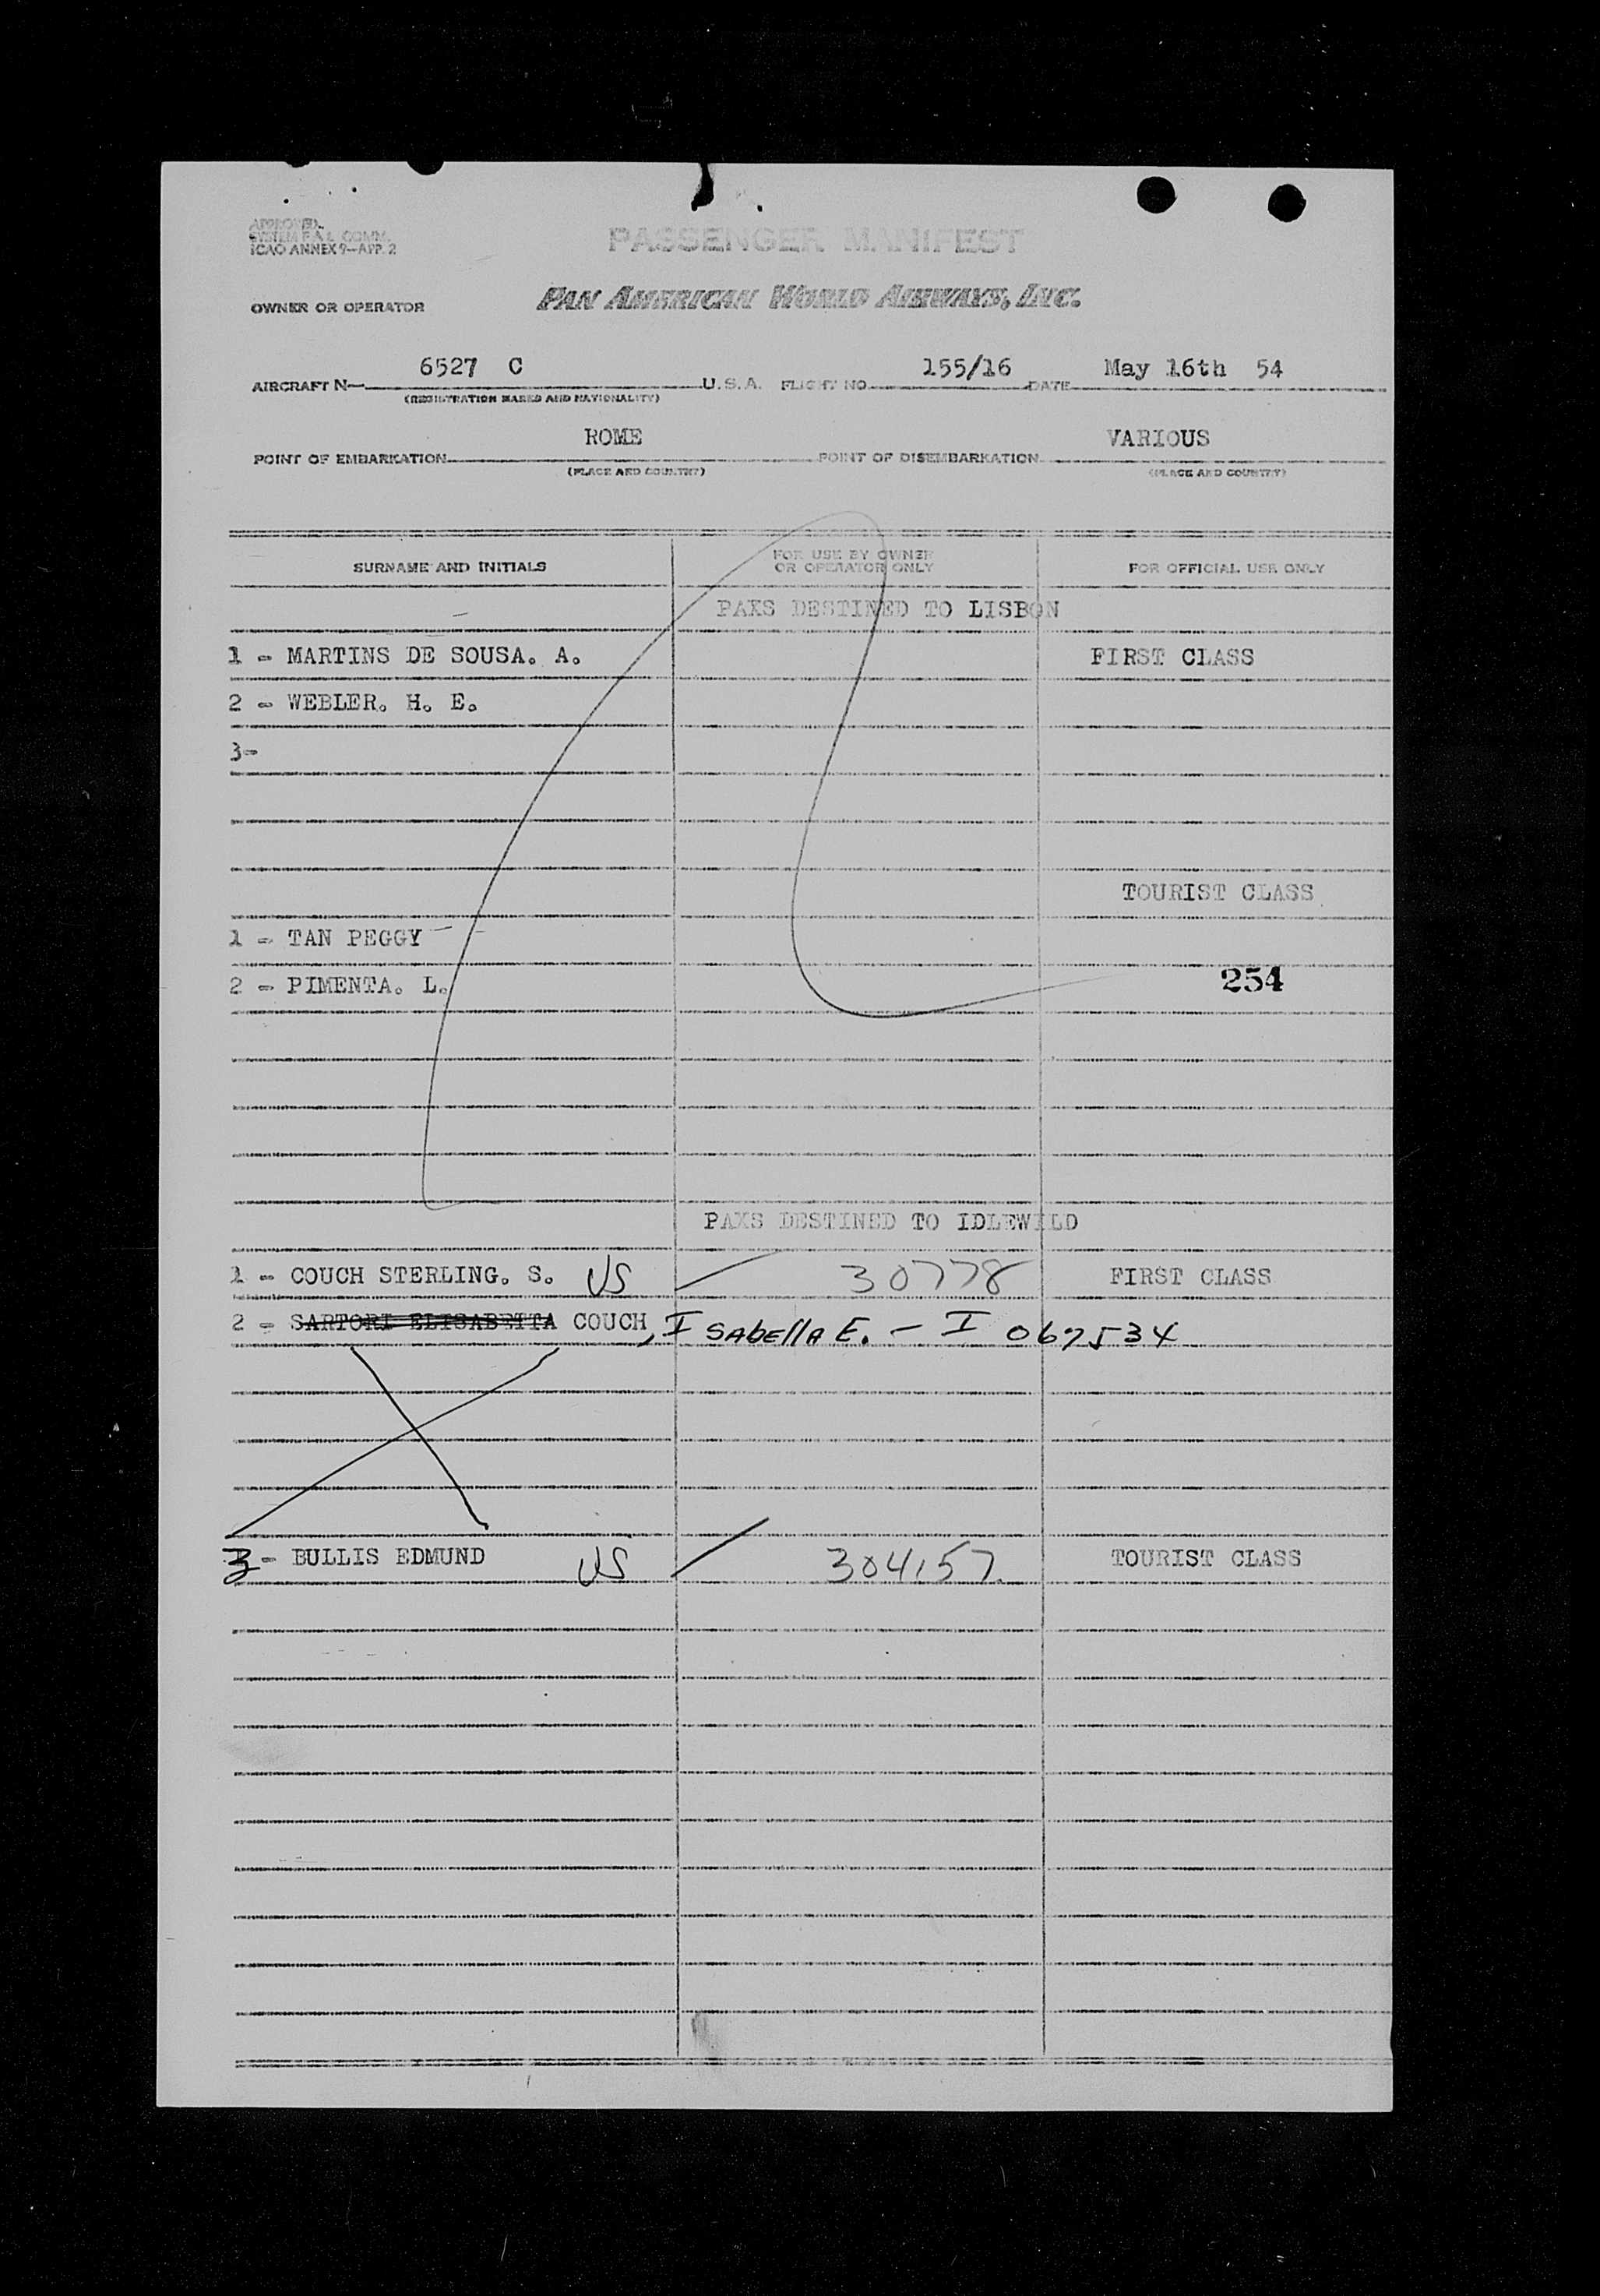 APPROVED
SYSTEM F.A.L. COMM.
ICAO ANNEX 9—APP. 2
PASSENGER MANIFEST
OWNER OR OPERATOR PAN AMERICAN WORLD AIRWAYS, INC.
6527 C 155/16 May 16th 54
AIRCRAFT N— U.S.A. FLIGHT NO. DATE
(REGISTRATION MARKS AND NATIONALITY)
ROME VARIOUS
POINT OF EMBARKATION POINT OF DISEMBARKATION
(PLACE AND COUNTRY) (PLACE AND COUNTRY)
SURNAME AND INITIALS FOR USE BY OWNER OR OPERATOR ONLY FOR OFFICIAL USE ONLY
PAXS DESTINED TO LISBON
1 - MARTINS DE SOUSA. A. FIRST CLASS
2 - WEBLER. H. E.
3-
TOURIST CLASS
1 - TAN PEGGY
2 - PIMENTA. L. 254
PAXS DESTINED TO IDLEWILD
1 - COUCH STERLING. S. US 30778 FIRST CLASS
2 - SARTORI ELISABETTA COUCH, IsabellA E. - I 067534
3 - BULLIS EDMUND US 304157. TOURIST CLASS